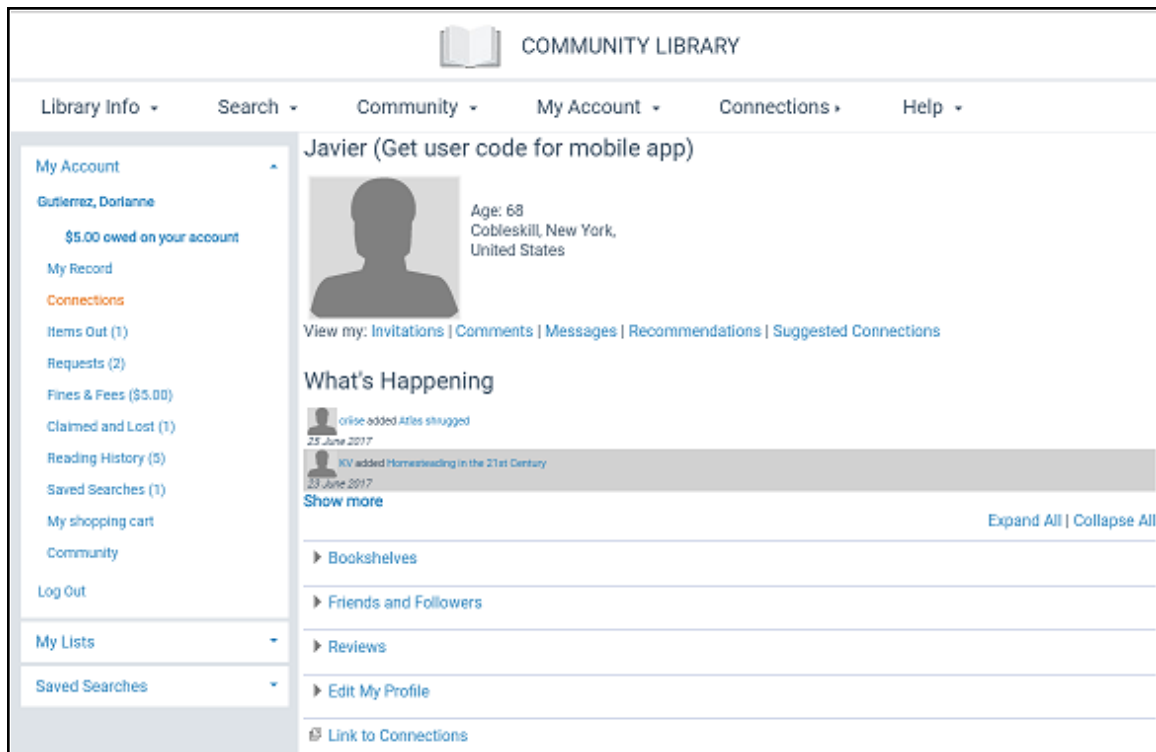 COMMUNITY LIBRARY
Library Info Search Community My Account Connections Help
My Account
Gutierrez, Dorianne
$5.00 owed on your account
My Record
Connections
Items Out (1)
Requests (2)
Fines & Fees ($5.00)
Claimed and Lost (1)
Reading History (5)
Saved Searches (1)
My shopping cart
Community
Log Out
My Lists
Saved Searches
Javier (Get user code for mobile app)
Age: 68
Cobleskill, New York,
United States
View my: Invitations | Comments | Messages | Recommendations | Suggested Connections
What's Happening
added Atlas shrugged
25 June 2017
KV added Homesteading in the 21st Century
23 June 2017
Show more
Expand All | Collapse All
Bookshelves
Friends and Followers
Reviews
Edit My Profile
Link to Connections